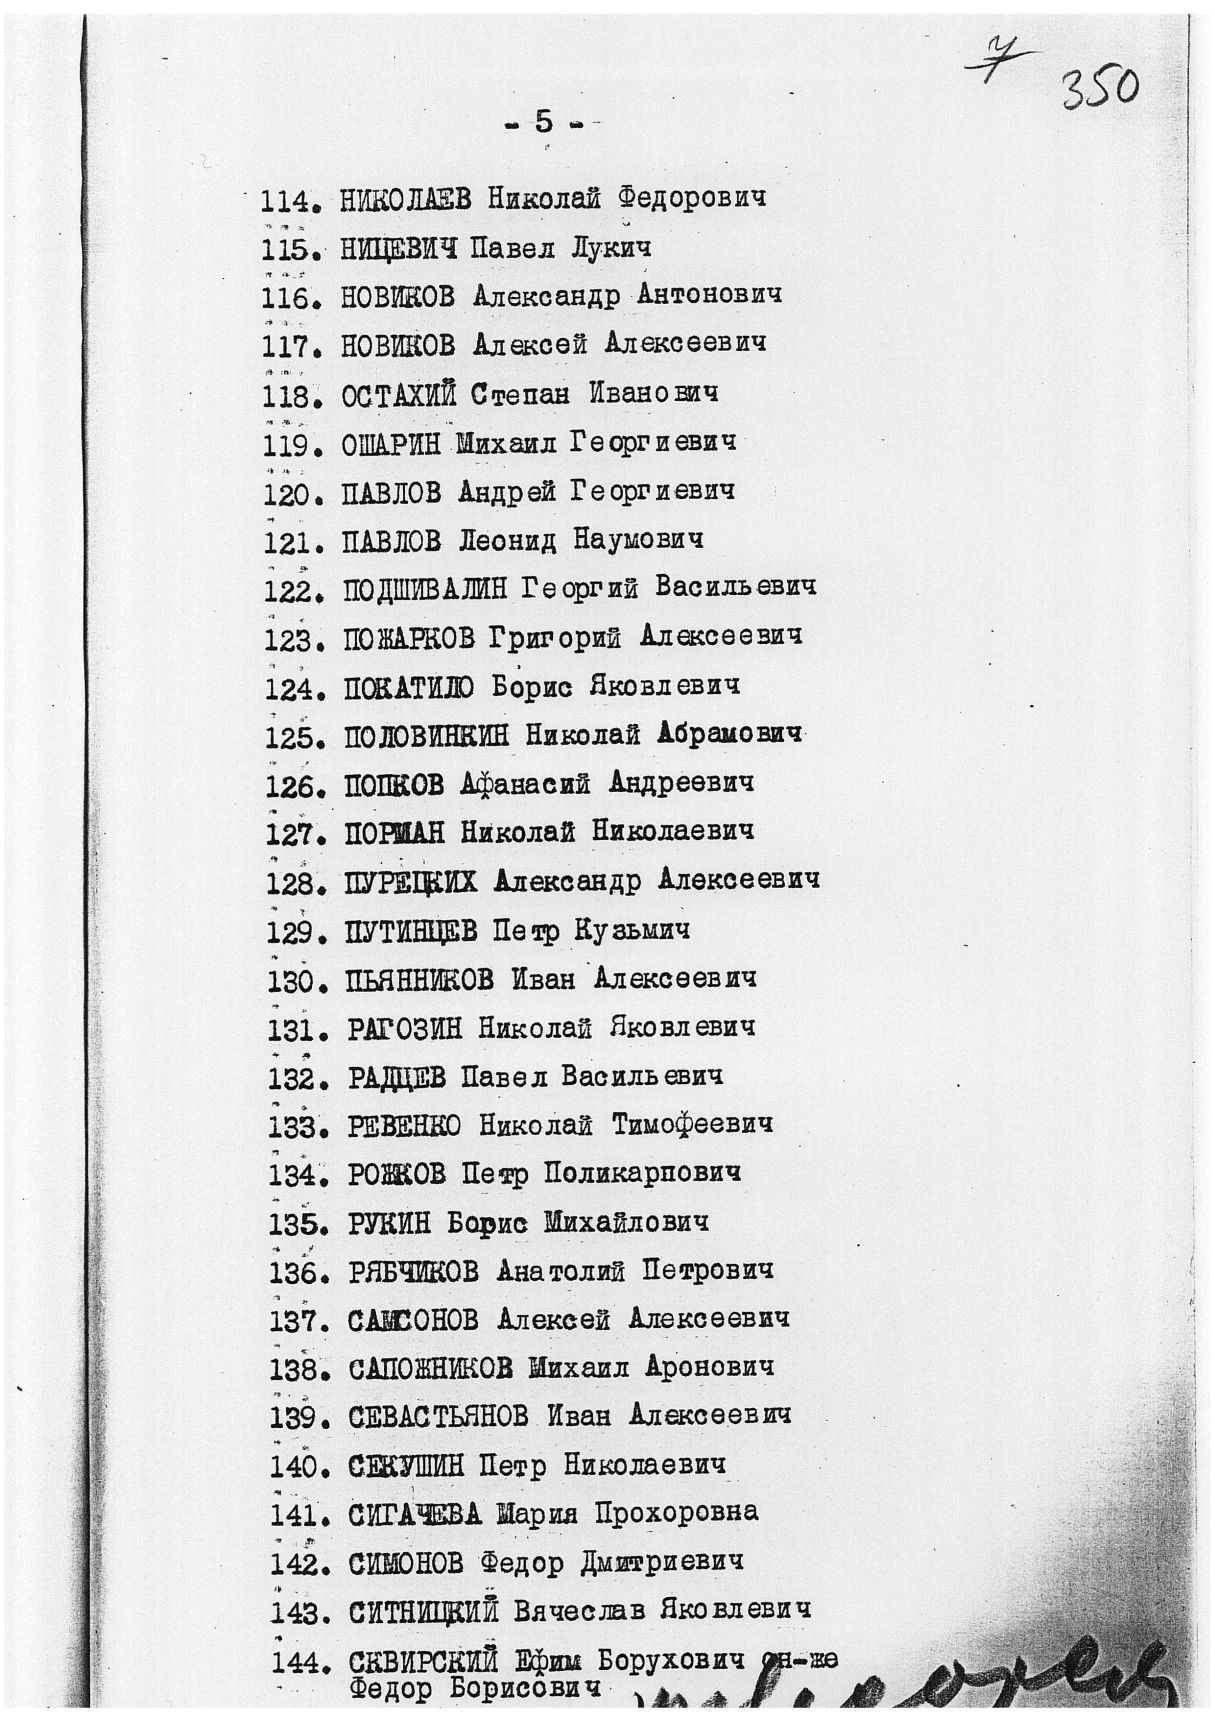 7
350
- 5 -
114. НИКОЛАЕВ Николай Федорович
115. НИЦЕВИЧ Павел Лукич
116. НОВИКОВ Александр Антонович
117. НОВИКОВ Алексей Алексеевич
118. ОСТАХИЙ Степан Иванович
119. ОШАРИН Михаил Георгиевич
120. ПАВЛОВ Андрей Георгиевич
121. ПАВЛОВ Леонид Наумович
122. ПОДШИВАЛИН Георгий Васильевич
123. ПОЖАРКОВ Григорий Алексеевич
124. ПОКАТИЛО Борис Яковлевич
125. ПОЛОВИНКИН Николай Абрамович
126. ПОПКОВ Афанасий Андреевич
127. ПОРМАН Николай Николаевич
128. ПУРЕЦКИХ Александр Алексеевич
129. ПУТИНЦЕВ Петр Кузьмич
130. ПЬЯННИКОВ Иван Алексеевич
131. РАГОЗИН Николай Яковлевич
132. РАДЦЕВ Павел Васильевич
133. РЕВЕНКО Николай Тимофеевич
134. РОЖКОВ Петр Поликарпович
135. РУКИН Борис Михайлович
136. РЯБЧИКОВ Анатолий Петрович
137. САМСОНОВ Алексей Алексеевич
138. САПОЖНИКОВ Михаил Аронович
139. СЕВАСТЬЯНОВ Иван Алексеевич
140. СЕКУШИН Петр Николаевич
141. СИГАЧЕВА Мария Прохоровна
142. СИМОНОВ Федор Дмитриевич
143. СИТНИЦКИЙ Вячеслав Яковлевич
144. СКВИРСКИЙ Ефим Борухович он-же
Федор Борисович